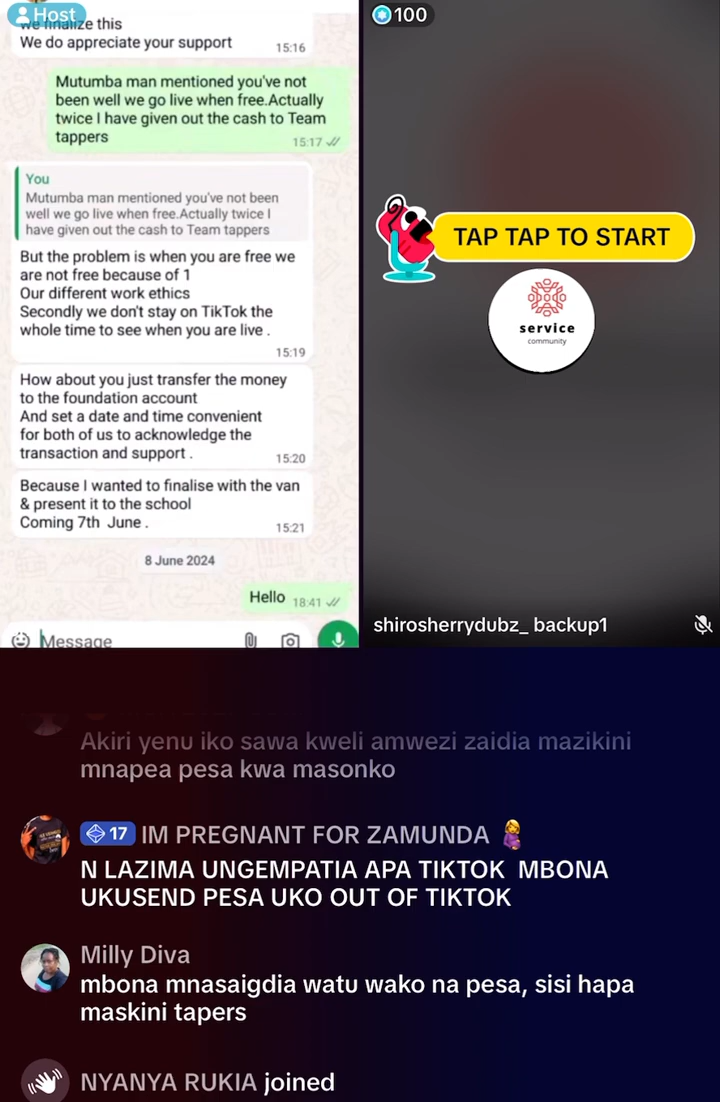 Host
we finalize this
We do appreciate your support
15:16
Mutumba man mentioned you've not
been well we go live when free.Actually
twice I have given out the cash to Team
tappers
15:17
You
Mutumba man mentioned you've not been
well we go live when free.Actually twice I
have given out the cash to Team tappers
But the problem is when you are free we
are not free because of 1
Our different work ethics
Secondly we don't stay on TikTok the
whole time to see when you are live .
15:19
How about you just transfer the money
to the foundation account
And set a date and time convenient
for both of us to acknowledge the
transaction and support .
15:20
Because I wanted to finalise with the van
& present it to the school
Coming 7th June .
15:21
8 June 2024
Hello
18:41
Message
100
TAP TAP TO START
service
community
shirosherrydubz_ backup1
Akiri yenu iko sawa kweli amwezi zaidia mazikini
mnapea pesa kwa masonko
17 IM PREGNANT FOR ZAMUNDA 🤰
N LAZIMA UNGEMPATIA APA TIKTOK MBONA
UKUSEND PESA UKO OUT OF TIKTOK
Milly Diva
mbona mnasaigdia watu wako na pesa, sisi hapa
maskini tapers
NYANYA RUKIA joined